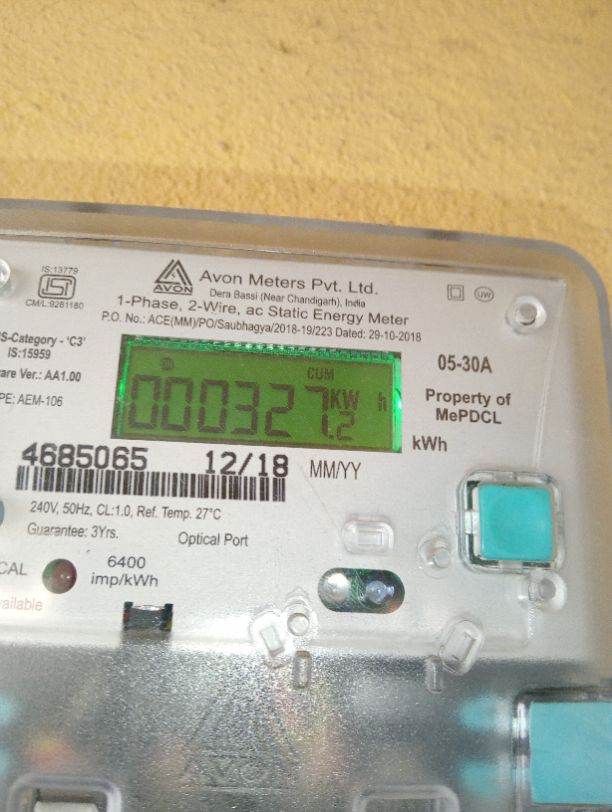 IS:13779
ISI
CM/L:9281180
AVON
Avon Meters Pvt. Ltd.
Dera Bassi (Near Chandigarh), India
1-Phase, 2-Wire, ac Static Energy Meter
P.O. No.: ACE(MM)/PO/Saubhagya/2018-19/223 Dated: 29-10-2018
UW
S-Category - 'C3'
IS:15959
are Ver.: AA1.00
PE: AEM-106
CUM
000327 KW h
1.2
05-30A
Property of
MePDCL
kWh
4685065 12/18 MM/YY
240V, 50Hz, CL:1.0, Ref. Temp. 27°C
Guarantee: 3Yrs.
Optical Port
CAL
6400
imp/kWh
vailable
AVON